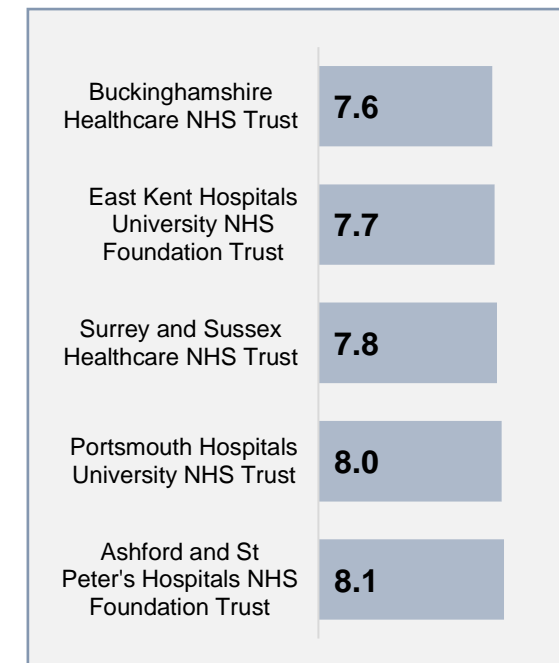 Buckinghamshire
Healthcare NHS Trust
7.6
East Kent Hospitals
University NHS
Foundation Trust
7.7
Surrey and Sussex
Healthcare NHS Trust
7.8
Portsmouth Hospitals
University NHS Trust
8.0
Ashford and St
Peter's Hospitals NHS
Foundation Trust
8.1